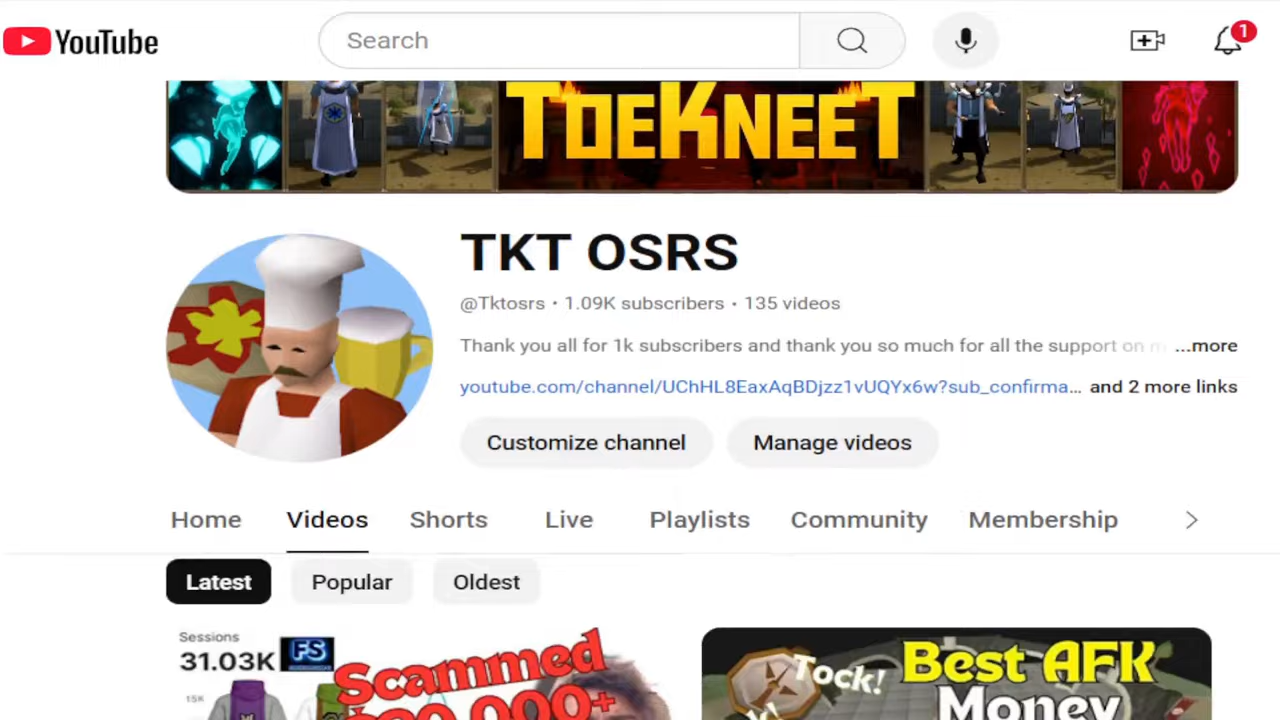 YouTube
Search
1
TOEKNEET
TKT OSRS
@Tktosrs • 1.09K subscribers • 135 videos
Thank you all for 1k subscribers and thank you so much for all the support on m ...more
youtube.com/channel/UChHL8EaxAqBDjzz1vUQYx6w?sub_confirma... and 2 more links
Customize channel Manage videos
Home Videos Shorts Live Playlists Community Membership
Latest Popular Oldest
Sessions
31.03K FS
15K
Scammed
Tock!
Best AFK
Money